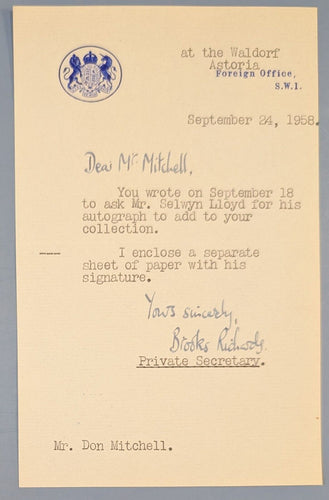 at the Waldorf
Astoria
Foreign Office,
S.W.1.
September 24, 1958.
Dear Mr Mitchell,
You wrote on September 18
to ask Mr. Selwyn Lloyd for his
autograph to add to your
collection.
I enclose a separate
sheet of paper with his
signature.
Yours sincerely,
Brooks Richards
Private Secretary.
Mr. Don Mitchell.